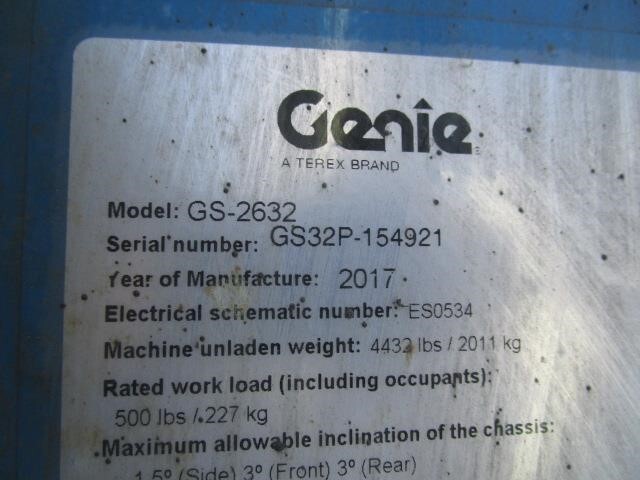 Genie
A TEREX BRAND
Model: GS-2632
Serial number: GS32P-154921
Year of Manufacture: 2017
Electrical schematic number: ES0534
Machine unladen weight: 4432 lbs / 2011 kg
Rated work load (including occupants):
500 lbs / 227 kg
Maximum allowable inclination of the chassis:
1.5° (Side) 3° (Front) 3° (Rear)